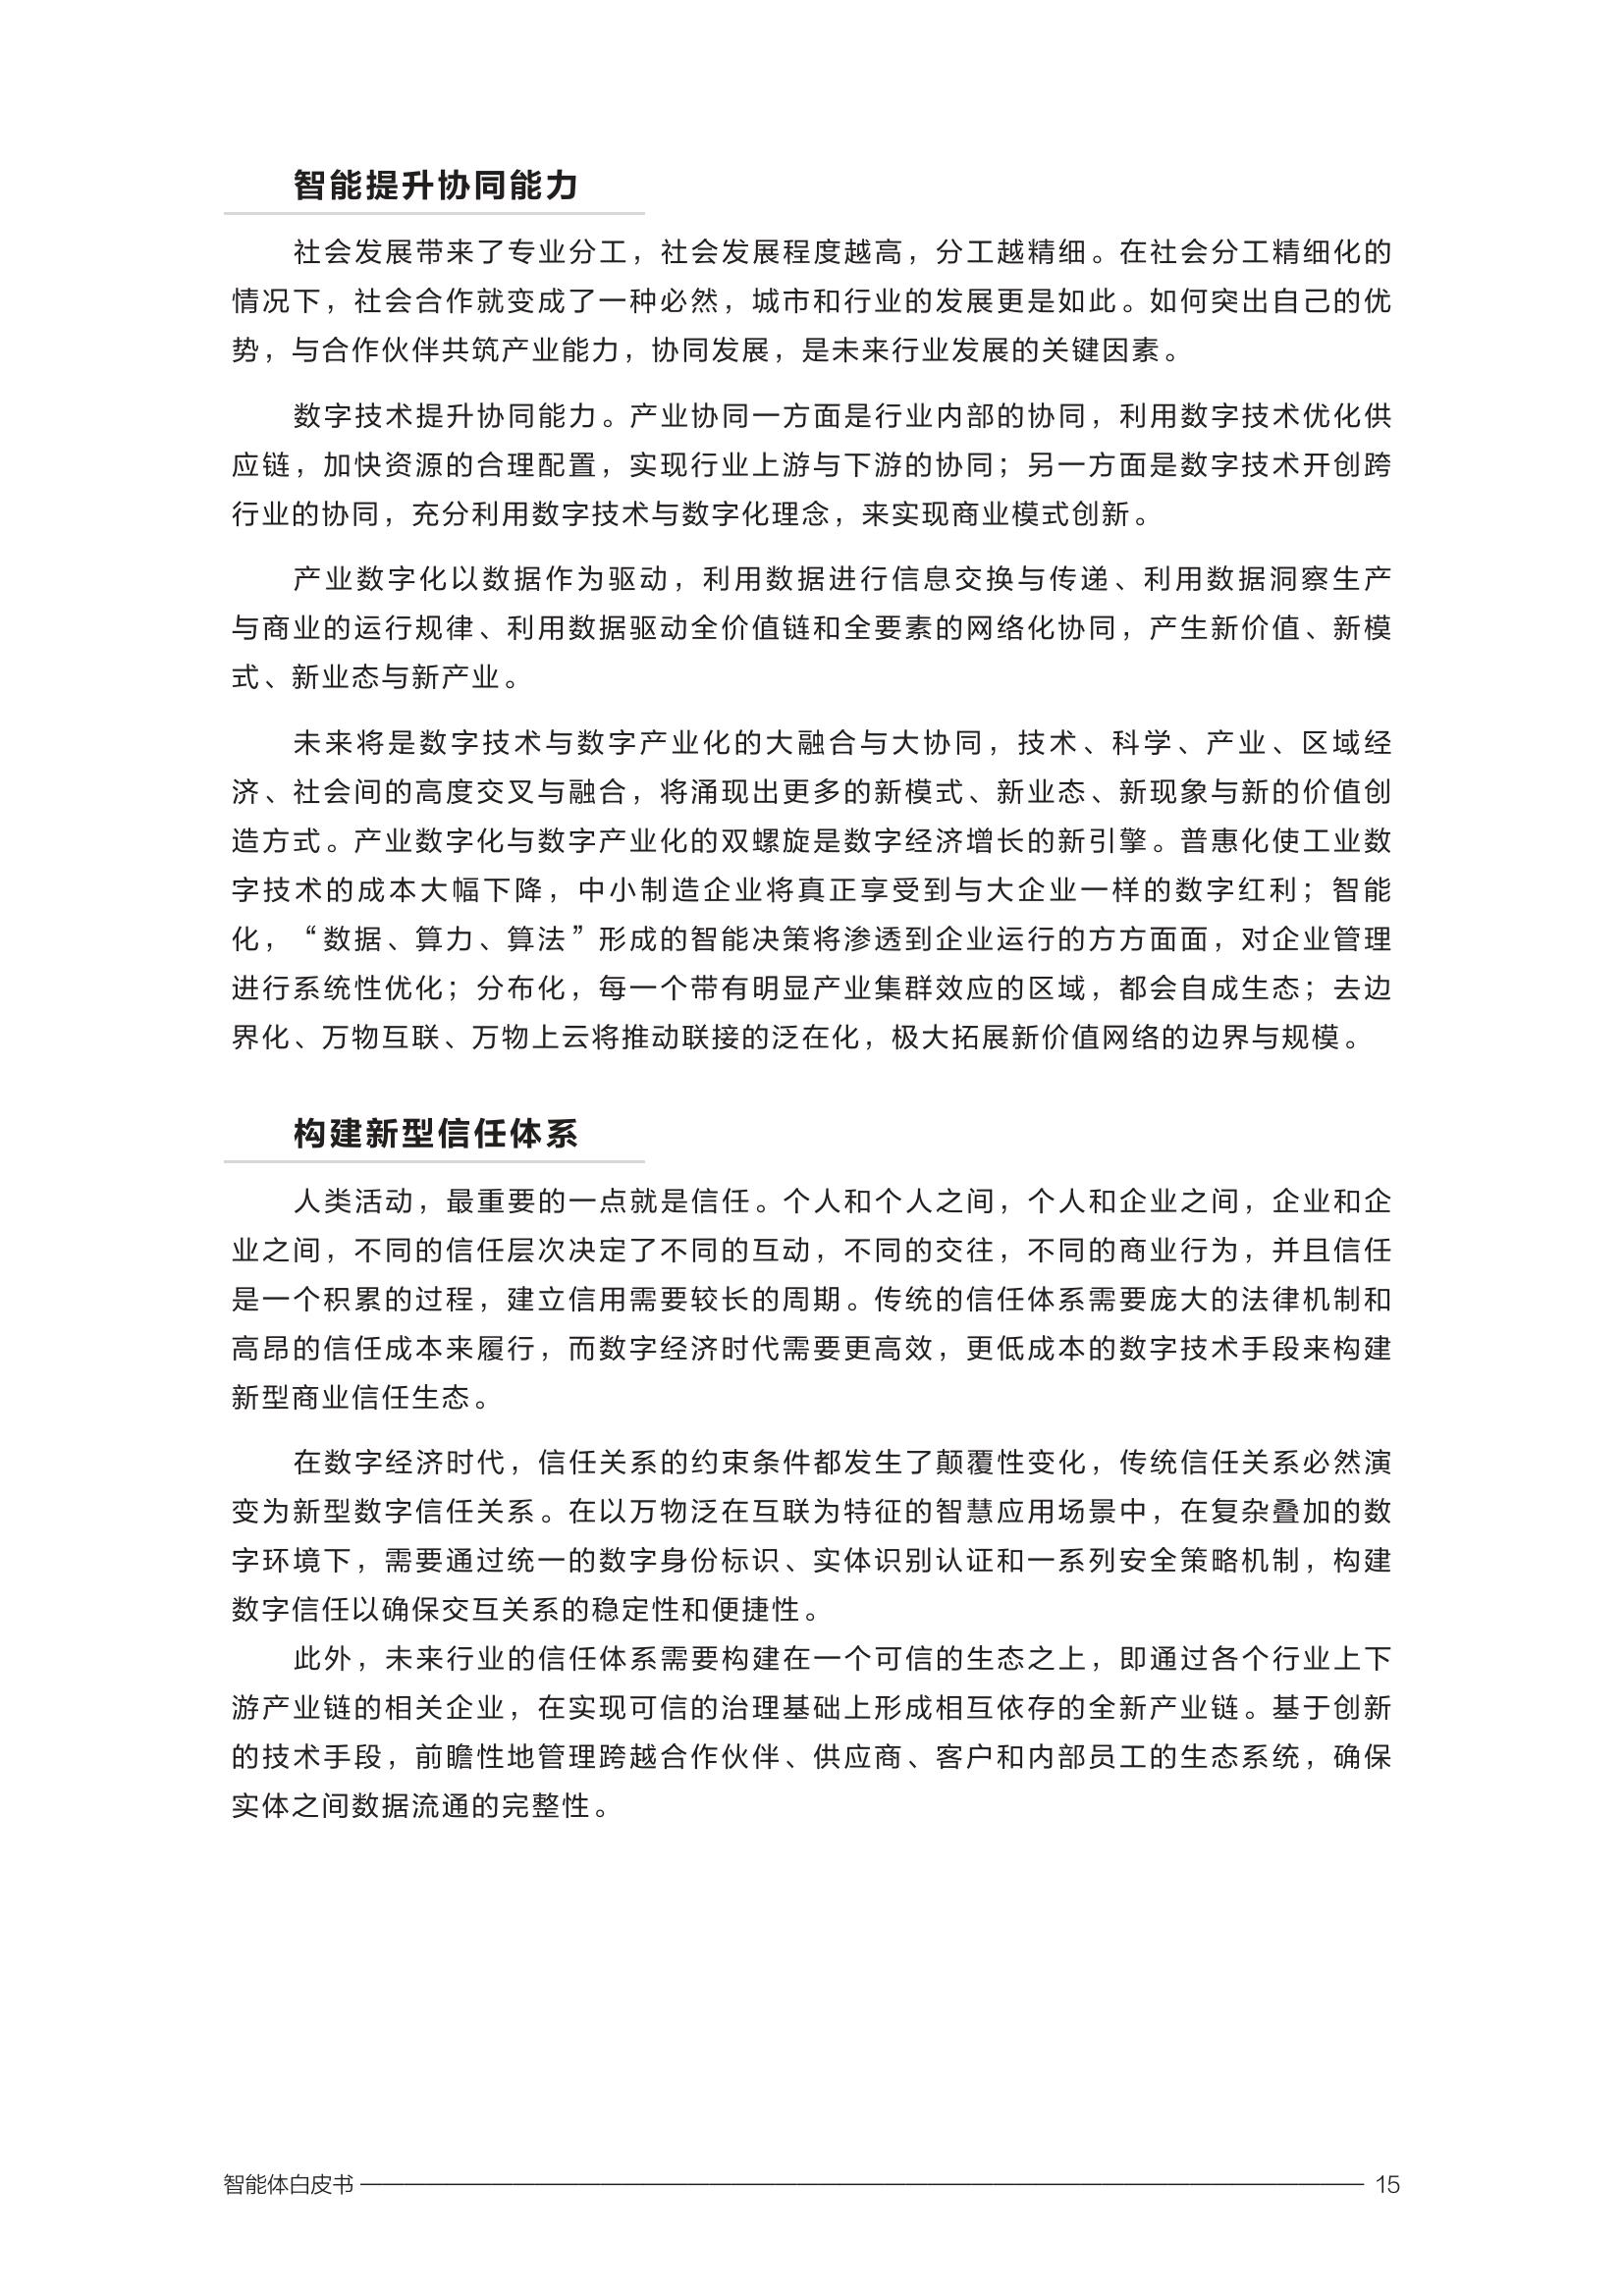 智能提升协同能力
社会发展带来了专业分工，社会发展程度越高，分工越精细。在社会分工精细化的
情况下，社会合作就变成了一种必然，城市和行业的发展更是如此。如何突出自己的优
势，与合作伙伴共筑产业能力，协同发展，是未来行业发展的关键因素。
数字技术提升协同能力。产业协同一方面是行业内部的协同，利用数字技术优化供
应链，加快资源的合理配置，实现行业上游与下游的协同；另一方面是数字技术开创跨
行业的协同，充分利用数字技术与数字化理念，来实现商业模式创新。
产业数字化以数据作为驱动，利用数据进行信息交换与传递、利用数据洞察生产
与商业的运行规律、利用数据驱动全价值链和全要素的网络化协同，产生新价值、新模
式、新业态与新产业。
未来将是数字技术与数字产业化的大融合与大协同，技术、科学、产业、区域经
济、社会间的高度交叉与融合，将涌现出更多的新模式、新业态、新现象与新的价值创
造方式。产业数字化与数字产业化的双螺旋是数字经济增长的新引擎。普惠化使工业数
字技术的成本大幅下降，中小制造企业将真正享受到与大企业一样的数字红利；智能
化，“数据、算力、算法”形成的智能决策将渗透到企业运行的方方面面，对企业管理
进行系统性优化；分布化，每一个带有明显产业集群效应的区域，都会自成生态；去边
界化、万物互联、万物上云将推动联接的泛在化，极大拓展新价值网络的边界与规模。
构建新型信任体系
人类活动，最重要的一点就是信任。个人和个人之间，个人和企业之间，企业和企
业之间，不同的信任层次决定了不同的互动，不同的交往，不同的商业行为，并且信任
是一个积累的过程，建立信用需要较长的周期。传统的信任体系需要庞大的法律机制和
高昂的信任成本来履行，而数字经济时代需要更高效，更低成本的数字技术手段来构建
新型商业信任生态。
在数字经济时代，信任关系的约束条件都发生了颠覆性变化，传统信任关系必然演
变为新型数字信任关系。在以万物泛在互联为特征的智慧应用场景中，在复杂叠加的数
字环境下，需要通过统一的数字身份标识、实体识别认证和一系列安全策略机制，构建
数字信任以确保交互关系的稳定性和便捷性。
此外，未来行业的信任体系需要构建在一个可信的生态之上，即通过各个行业上下
游产业链的相关企业，在实现可信的治理基础上形成相互依存的全新产业链。基于创新
的技术手段，前瞻性地管理跨越合作伙伴、供应商、客户和内部员工的生态系统，确保
实体之间数据流通的完整性。
智能体白皮书 15